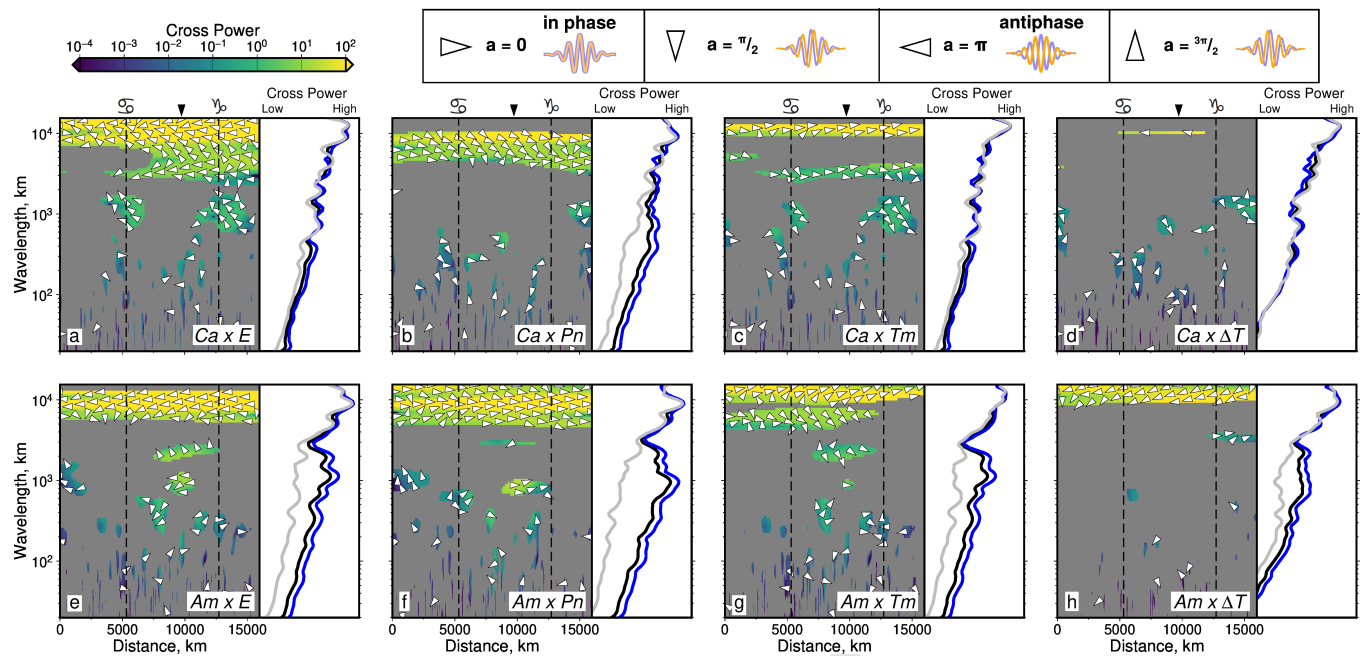 Cross Power
10⁻⁴ 10⁻³ 10⁻² 10⁻¹ 10⁰ 10¹ 10²
in phase
a = 0
a = π/2
antiphase
a = π
a = 3π/2
♋ ♑ Cross Power
Low High
♋ ♑ Cross Power
Low High
♋ ♑ Cross Power
Low High
♋ ♑ Cross Power
Low High
Wavelength, km
10⁴
10³
10²
a Ca x E
b Ca x Pn
c Ca x Tm
d Ca x ΔT
0 5000 10000 15000
Wavelength, km
10⁴
10³
10²
e Am x E
f Am x Pn
g Am x Tm
h Am x ΔT
0 5000 10000 15000
0 5000 10000 15000
0 5000 10000 15000
0 5000 10000 15000
Distance, km
Distance, km
Distance, km
Distance, km